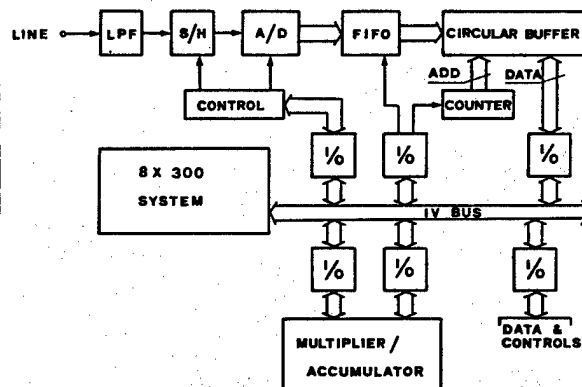 LINE LPF S/H A/D FIFO CIRCULAR BUFFER
ADD DATA
CONTROL COUNTER
I/O I/O I/O
8 X 300
SYSTEM
IV BUS
I/O I/O I/O
MULTIPLIER /
ACCUMULATOR
DATA &
CONTROLS